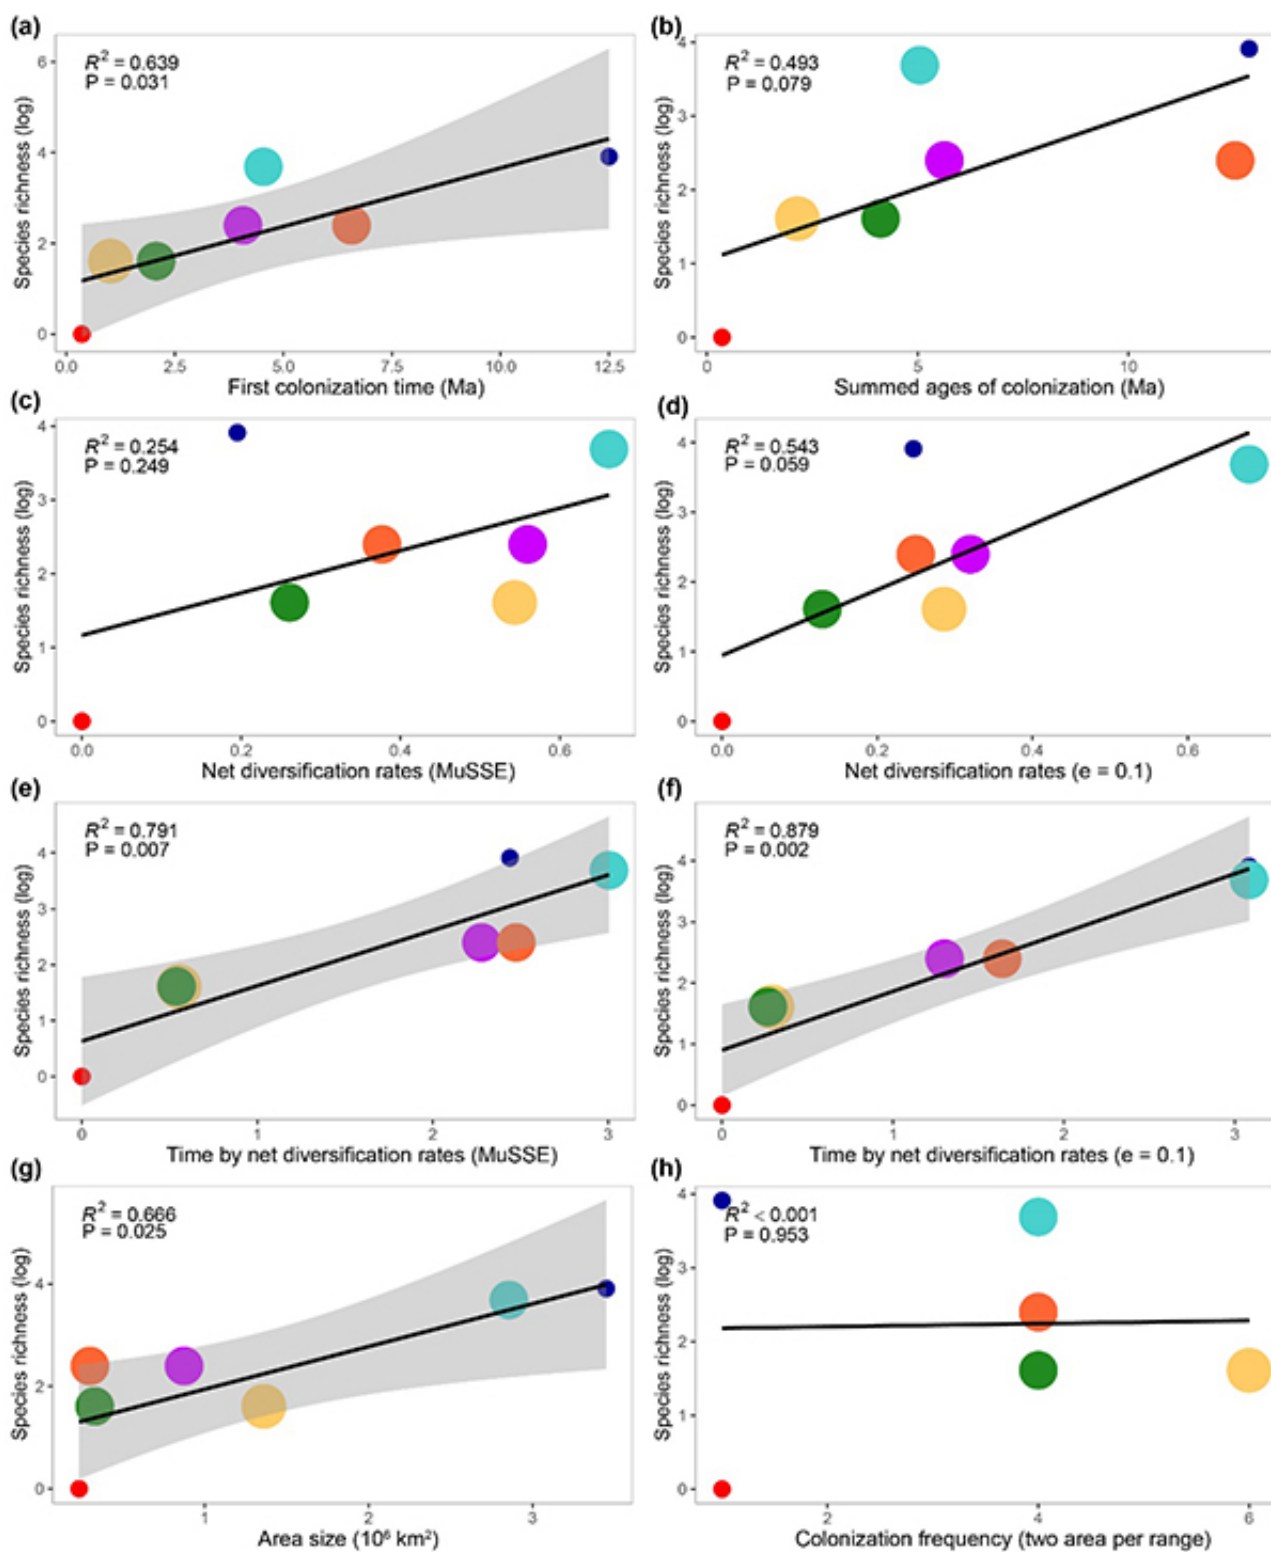 (a)
R² = 0.639
P = 0.031
Species richness (log)
6
4
2
0
0.0 2.5 5.0 7.5 10.0 12.5
First colonization time (Ma)
(b)
R² = 0.493
P = 0.079
Species richness (log)
4
3
2
1
0
0 5 10
Summed ages of colonization (Ma)
(c)
R² = 0.254
P = 0.249
Species richness (log)
4
3
2
1
0
0.0 0.2 0.4 0.6
Net diversification rates (MuSSE)
(d)
R² = 0.543
P = 0.059
Species richness (log)
4
3
2
1
0
0.0 0.2 0.4 0.6
Net diversification rates (e = 0.1)
(e)
R² = 0.791
P = 0.007
Species richness (log)
4
3
2
1
0
0 1 2 3
Time by net diversification rates (MuSSE)
(f)
R² = 0.879
P = 0.002
Species richness (log)
4
3
2
1
0
0 1 2 3
Time by net diversification rates (e = 0.1)
(g)
R² = 0.666
P = 0.025
Species richness (log)
4
2
0
1 2 3
Area size (10⁶ km²)
(h)
R² < 0.001
P = 0.953
Species richness (log)
4
3
2
1
0
2 4 6
Colonization frequency (two area per range)